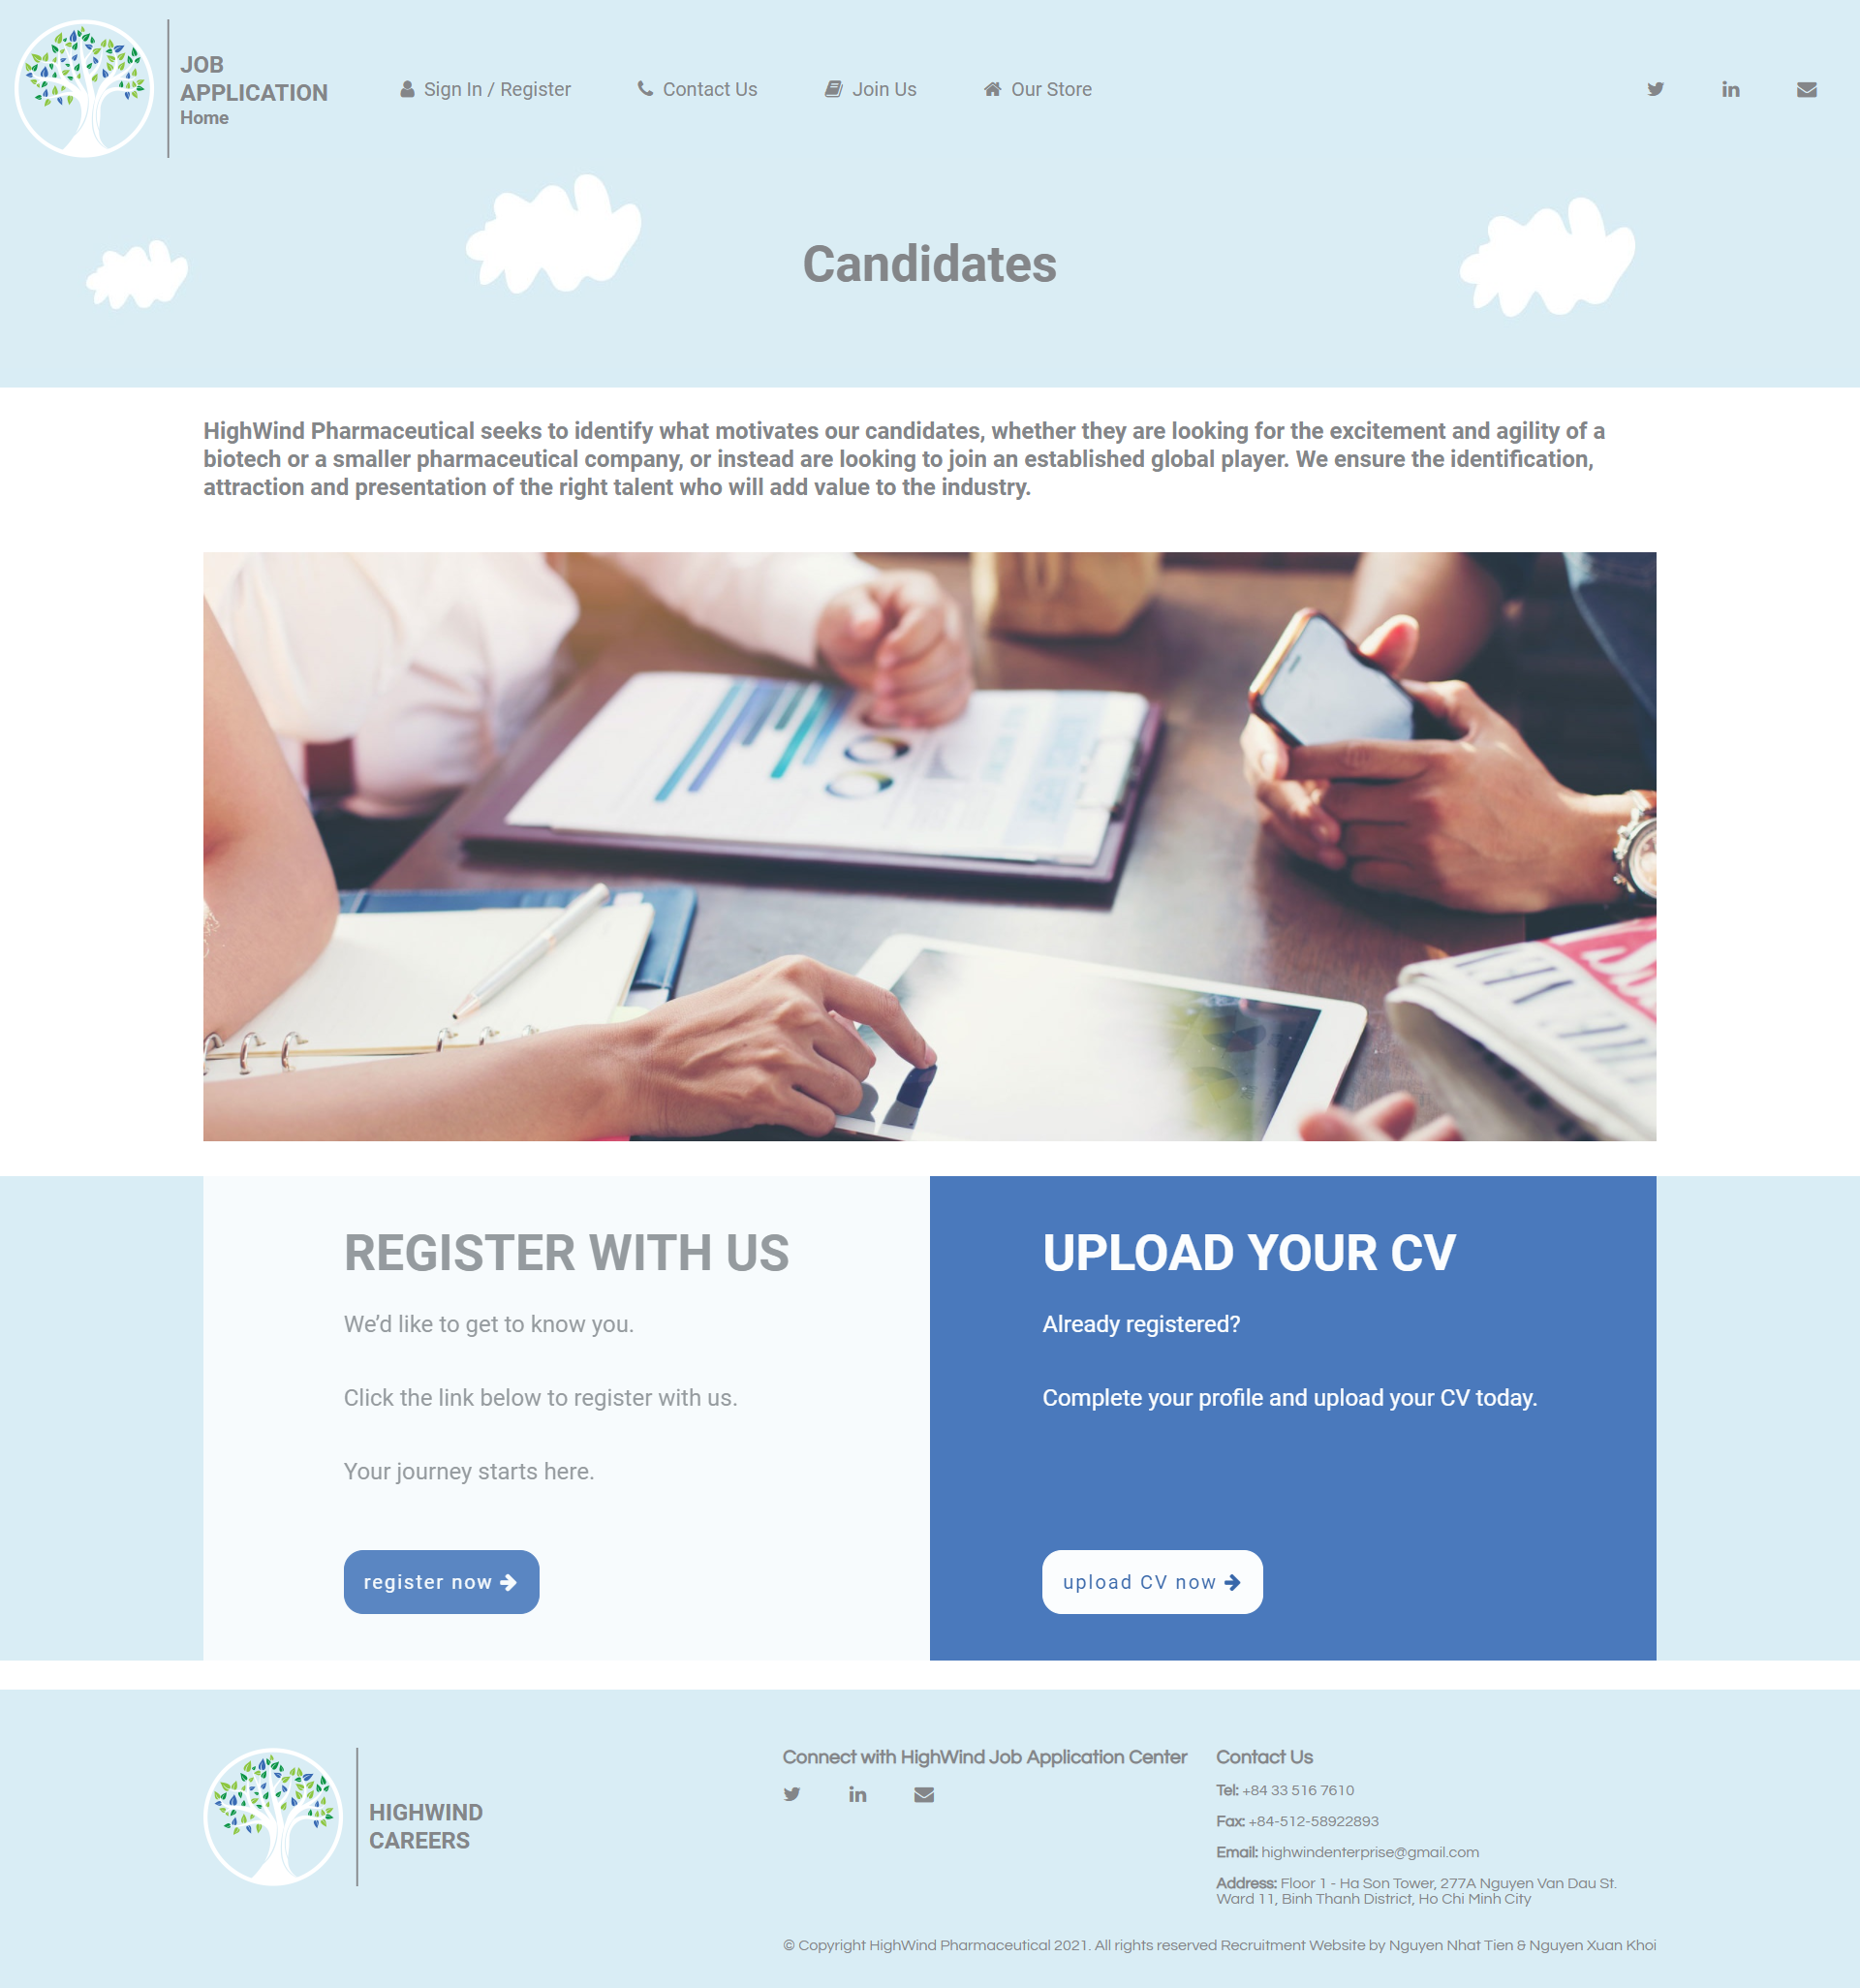 JOB
APPLICATION
Home
Sign In / Register
Contact Us
Join Us
Our Store
Candidates
HighWind Pharmaceutical seeks to identify what motivates our candidates, whether they are looking for the excitement and agility of a
biotech or a smaller pharmaceutical company, or instead are looking to join an established global player. We ensure the identification,
attraction and presentation of the right talent who will add value to the industry.
REGISTER WITH US
We’d like to get to know you.
Click the link below to register with us.
Your journey starts here.
register now
UPLOAD YOUR CV
Already registered?
Complete your profile and upload your CV today.
upload CV now
HIGHWIND
CAREERS
Connect with HighWind Job Application Center
Contact Us
Tel: +84 33 516 7610
Fax: +84-512-58922893
Email: highwindenterprise@gmail.com
Address: Floor 1 - Ha Son Tower, 277A Nguyen Van Dau St.
Ward 11, Binh Thanh District, Ho Chi Minh City
© Copyright HighWind Pharmaceutical 2021. All rights reserved Recruitment Website by Nguyen Nhat Tien & Nguyen Xuan Khoi